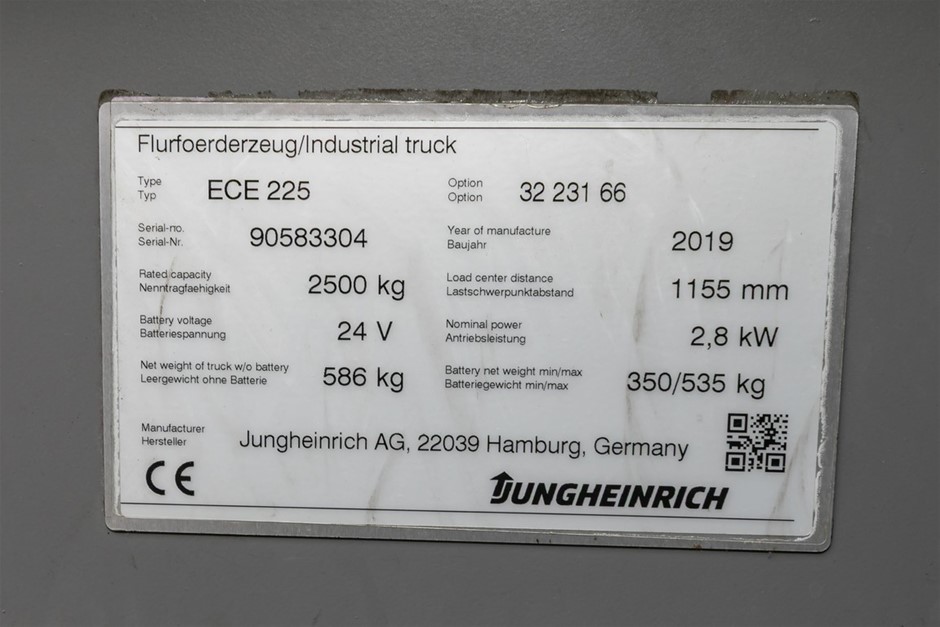 Flurfoerderzeug/Industrial truck
Type
Typ
ECE 225
Option
Option
32 231 66
Serial-no.
Serial-Nr.
90583304
Year of manufacture
Baujahr
2019
Rated capacity
Nenntragfaehigkeit
2500 kg
Load center distance
Lastschwerpunktabstand
1155 mm
Battery voltage
Batteriespannung
24 V
Nominal power
Antriebsleistung
2,8 kW
Net weight of truck w/o battery
Leergewicht ohne Batterie
586 kg
Battery net weight min/max
Batteriegewicht min/max
350/535 kg
Manufacturer
Hersteller
Jungheinrich AG, 22039 Hamburg, Germany
CE
JUNGHEINRICH